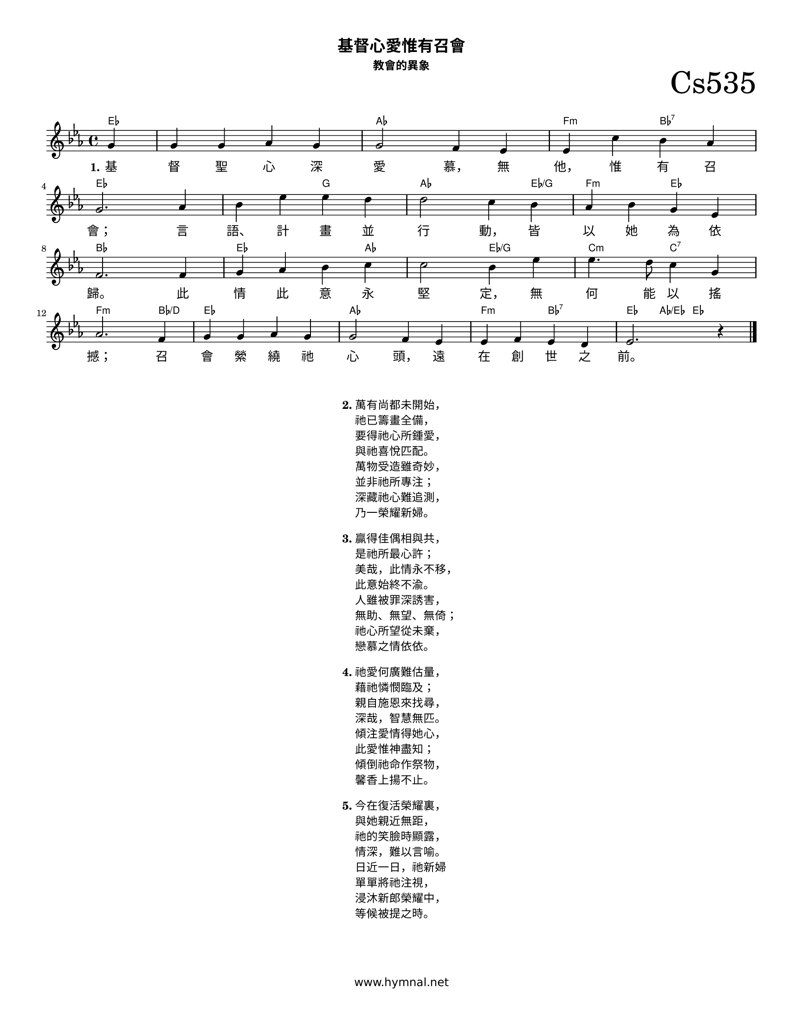 基督心愛惟有召會
教會的異象
Cs535
E♭ A♭ Fm B♭7
1. 基 督 聖 心 深 愛 慕， 無 他， 惟 有 召
4 E♭ G A♭ E♭/G Fm E♭
會； 言 語、 計 畫 並 行 動， 皆 以 她 為 依
8 B♭ E♭ A♭ E♭/G Cm C7
歸。 此 情 此 意 永 堅 定， 無 何 能 以 搖
12 Fm B♭/D E♭ A♭ Fm B♭7 E♭ A♭/E♭ E♭
撼； 召 會 縈 繞 祂 心 頭， 遠 在 創 世 之 前。
2. 萬有尚都未開始，
祂已籌畫全備，
要得祂心所鍾愛，
與祂喜悅匹配。
萬物受造雖奇妙，
並非祂所專注；
深藏祂心難追測，
乃一榮耀新婦。
3. 贏得佳偶相與共，
是祂所最心許；
美哉，此情永不移，
此意始終不渝。
人雖被罪深誘害，
無助、無望、無倚；
祂心所望從未棄，
戀慕之情依依。
4. 祂愛何廣難估量，
藉祂憐憫臨及；
親自施恩來找尋，
深哉，智慧無匹。
傾注愛情得她心，
此愛惟神盡知；
傾倒祂命作祭物，
馨香上揚不止。
5. 今在復活榮耀裏，
與她親近無距，
祂的笑臉時顯露，
情深，難以言喻。
日近一日，祂新婦
單單將祂注視，
浸沐新郎榮耀中，
等候被提之時。
www.hymnal.net